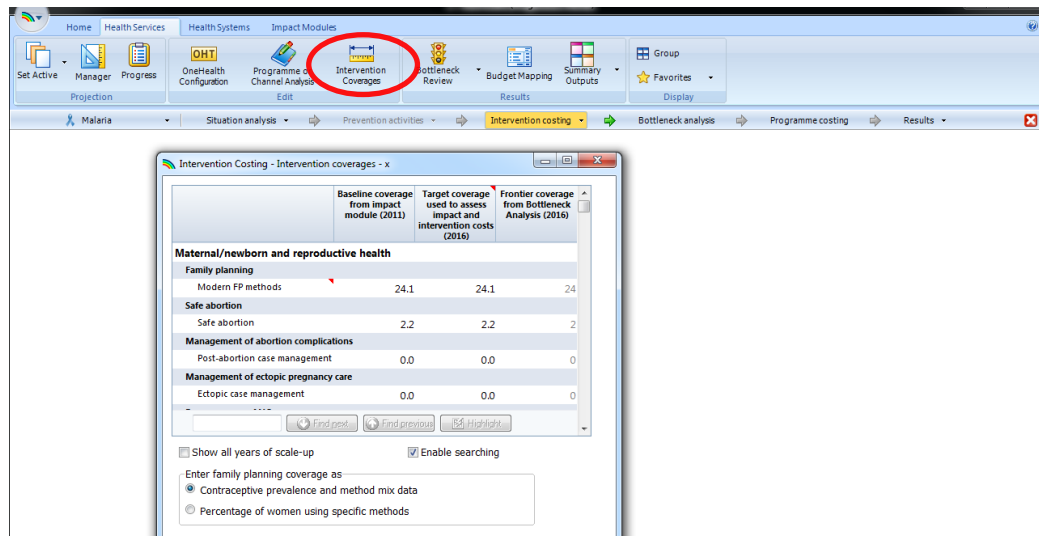 Home Health Services Health Systems Impact Modules
Set Active Manager Progress OHT OneHealth Configuration Programme Channel Analysis Intervention Coverages Bottleneck Review Budget Mapping Summary Outputs Group Favorites
Projection Edit Results Display
Malaria Situation analysis Prevention activities Intervention costing Bottleneck analysis Programme costing Results
Intervention Costing - Intervention coverages - x
Baseline coverage from impact module (2011) Target coverage used to assess impact and intervention costs (2016) Frontier coverage from Bottleneck Analysis (2016)
Maternal/newborn and reproductive health
Family planning
Modern FP methods 24.1 24.1 24
Safe abortion
Safe abortion 2.2 2.2 2
Management of abortion complications
Post-abortion case management 0.0 0.0 0
Management of ectopic pregnancy care
Ectopic case management 0.0 0.0 0
Find next Find previous Highlight
Show all years of scale-up Enable searching
Enter family planning coverage as
Contraceptive prevalence and method mix data
Percentage of women using specific methods